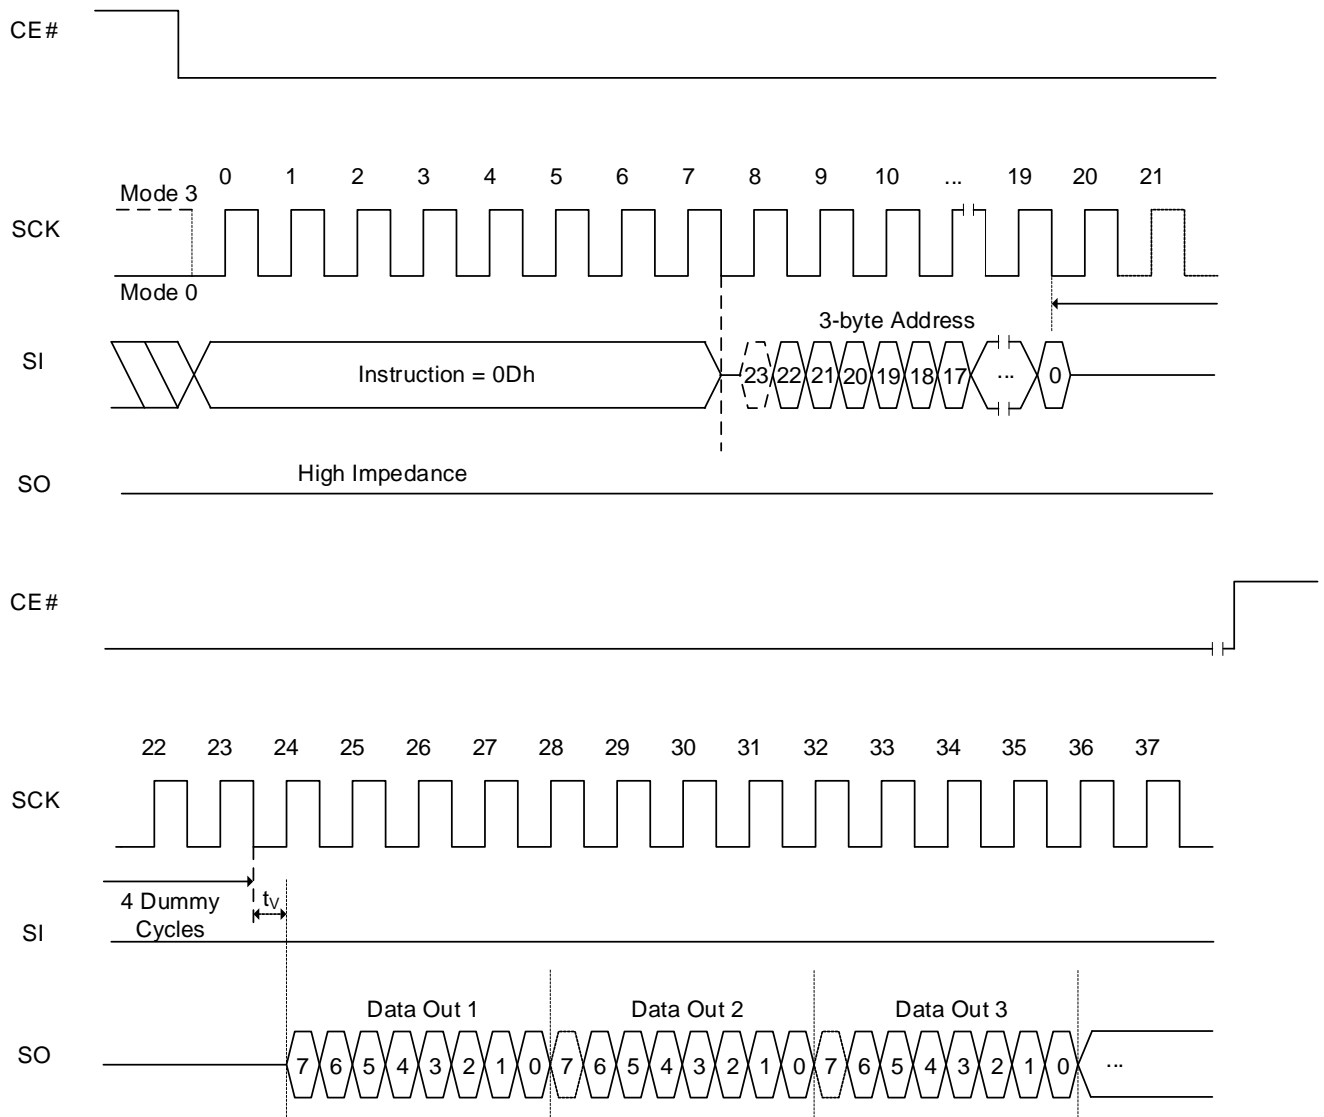 CE#
0 1 2 3 4 5 6 7 8 9 10 ... 19 20 21
Mode 3
SCK
Mode 0
3-byte Address
SI
Instruction = 0Dh
23 22 21 20 19 18 17 ... 0
High Impedance
SO
CE#
22 23 24 25 26 27 28 29 30 31 32 33 34 35 36 37
SCK
4 Dummy
Cycles
tV
SI
Data Out 1 Data Out 2 Data Out 3
SO
7 6 5 4 3 2 1 0 7 6 5 4 3 2 1 0 7 6 5 4 3 2 1 0 ...